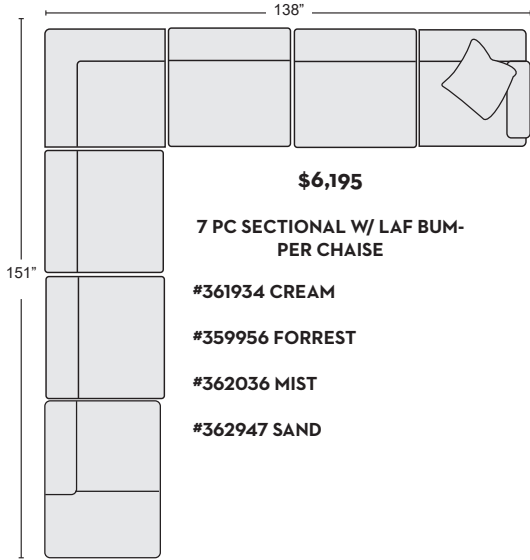 138”
151”
$6,195
7 PC SECTIONAL W/ LAF BUM-
PER CHAISE
#361934 CREAM
#359956 FORREST
#362036 MIST
#362947 SAND